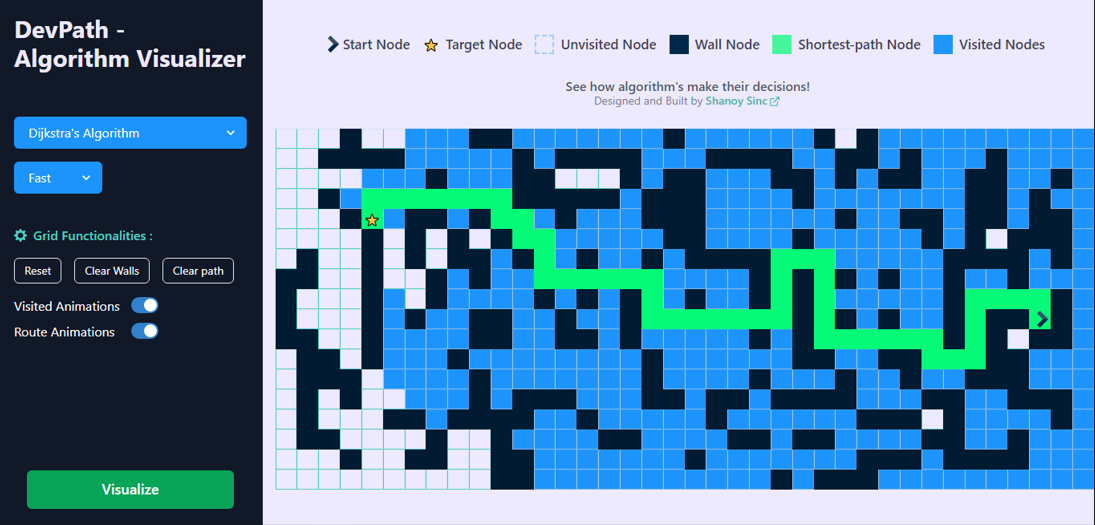 DevPath -
Algorithm Visualizer
Dijkstra's Algorithm
Fast
Grid Functionalities :
Reset
Clear Walls
Clear path
Visited Animations
Route Animations
Visualize
Start Node
Target Node
Unvisited Node
Wall Node
Shortest-path Node
Visited Nodes
See how algorithm's make their decisions!
Designed and Built by Shanoy Sinc